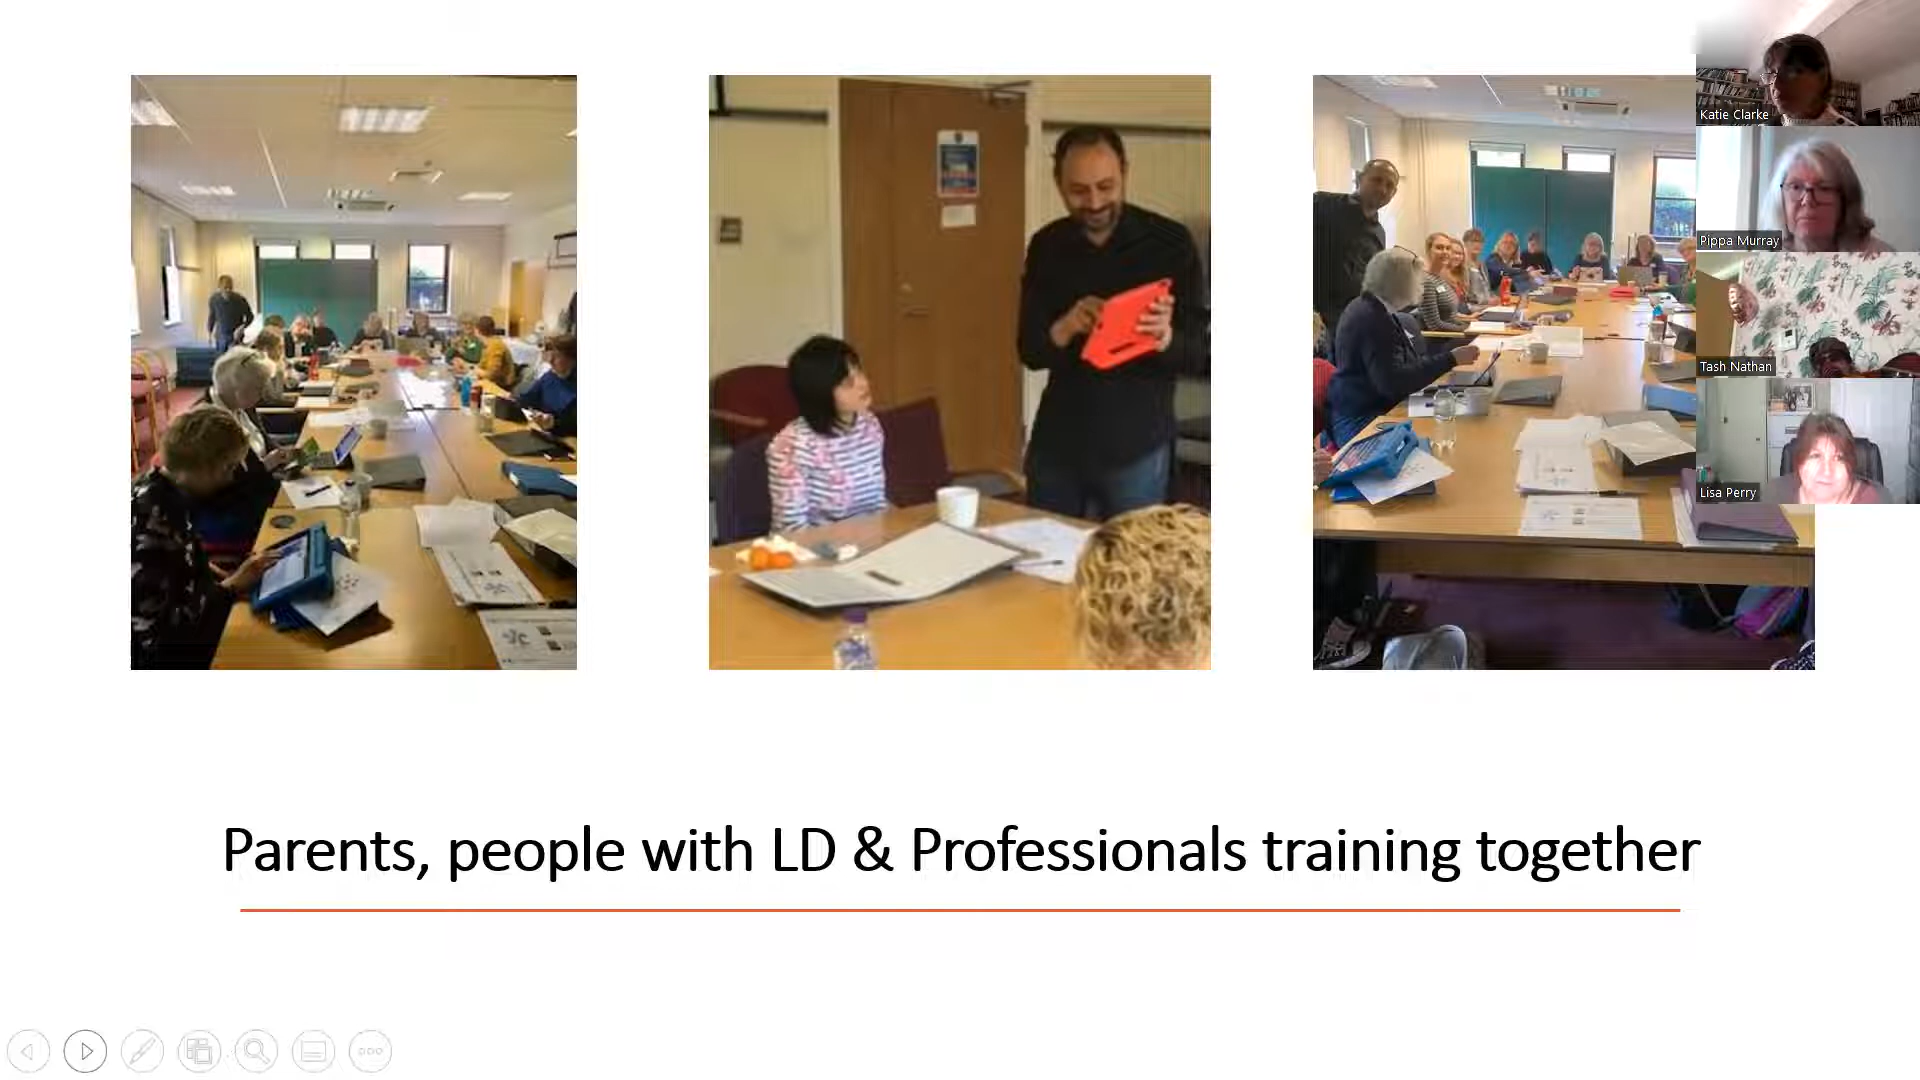 Katie Clarke
Pippa Murray
Tash Nathan
Lisa Perry
Parents, people with LD & Professionals training together